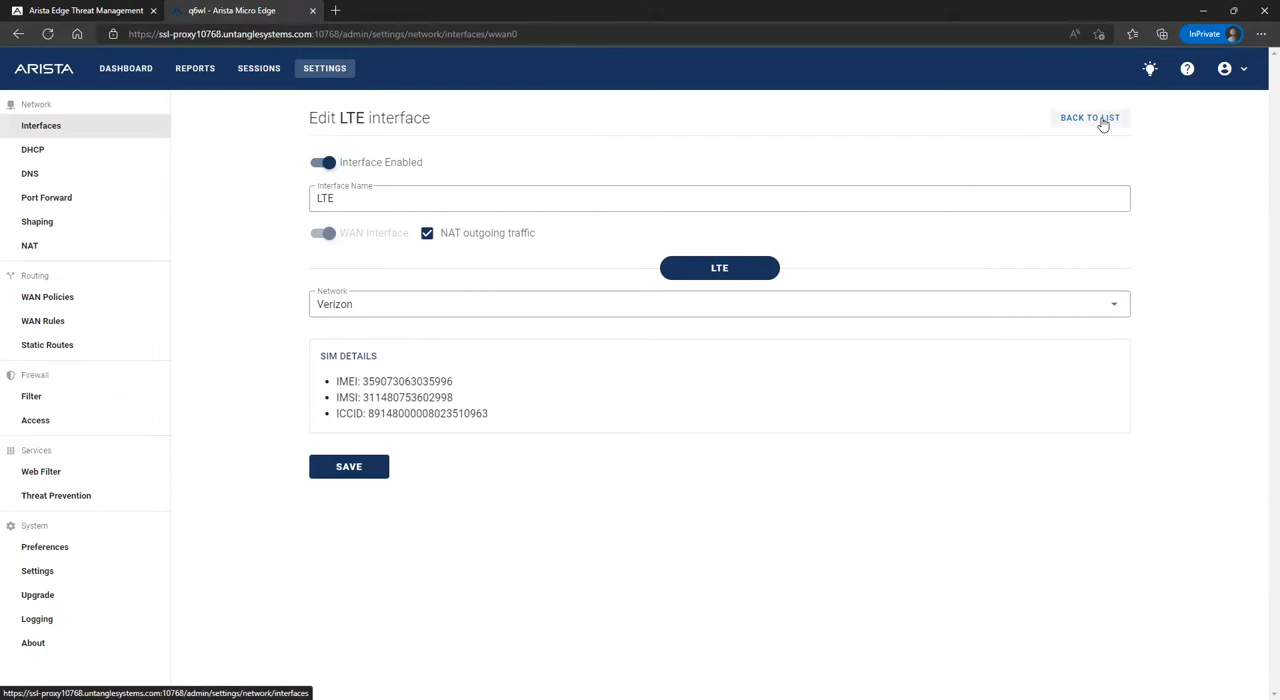 Arista Edge Threat Management
q6wl - Arista Micro Edge
https://ssl-proxy10768.untanglesystems.com:10768/admin/settings/network/interfaces/wwan0
InPrivate
ARISTA
DASHBOARD
REPORTS
SESSIONS
SETTINGS
Network
Interfaces
DHCP
DNS
Port Forward
Shaping
NAT
Routing
WAN Policies
WAN Rules
Static Routes
Firewall
Filter
Access
Services
Web Filter
Threat Prevention
System
Preferences
Settings
Upgrade
Logging
About
Edit LTE interface
BACK TO LIST
Interface Enabled
Interface Name
LTE
WAN Interface
NAT outgoing traffic
LTE
Network
Verizon
SIM DETAILS
• IMEI: 359073063035996
• IMSI: 311480753602998
• ICCID: 89148000008023510963
SAVE
https://ssl-proxy10768.untanglesystems.com:10768/admin/settings/network/interfaces